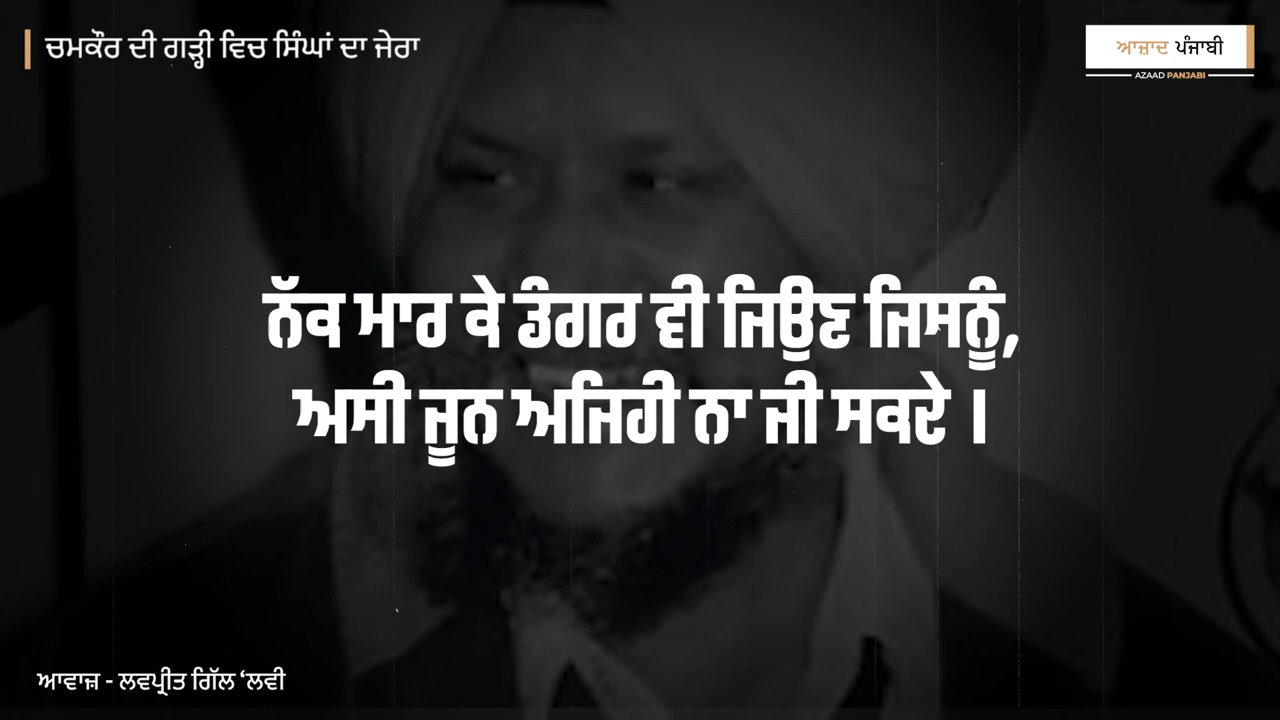 ਚਮਕੌਰ ਦੀ ਗੜ੍ਹੀ ਵਿਚ ਸਿੰਘਾਂ ਦਾ ਜੇਰਾ
ਆਜ਼ਾਦ ਪੰਜਾਬੀ
AZAAD PANJABI
ਨੱਕ ਮਾਰ ਕੇ ਡੰਗਰ ਵੀ ਜਿਉਣ ਜਿਸਨੂੰ,
ਅਸੀ ਜੂਨ ਅਜਿਹੀ ਨਾ ਜੀ ਸਕਦੇ ।
ਆਵਾਜ਼ - ਲਵਪ੍ਰੀਤ ਗਿੱਲ ‘ਲਵੀ